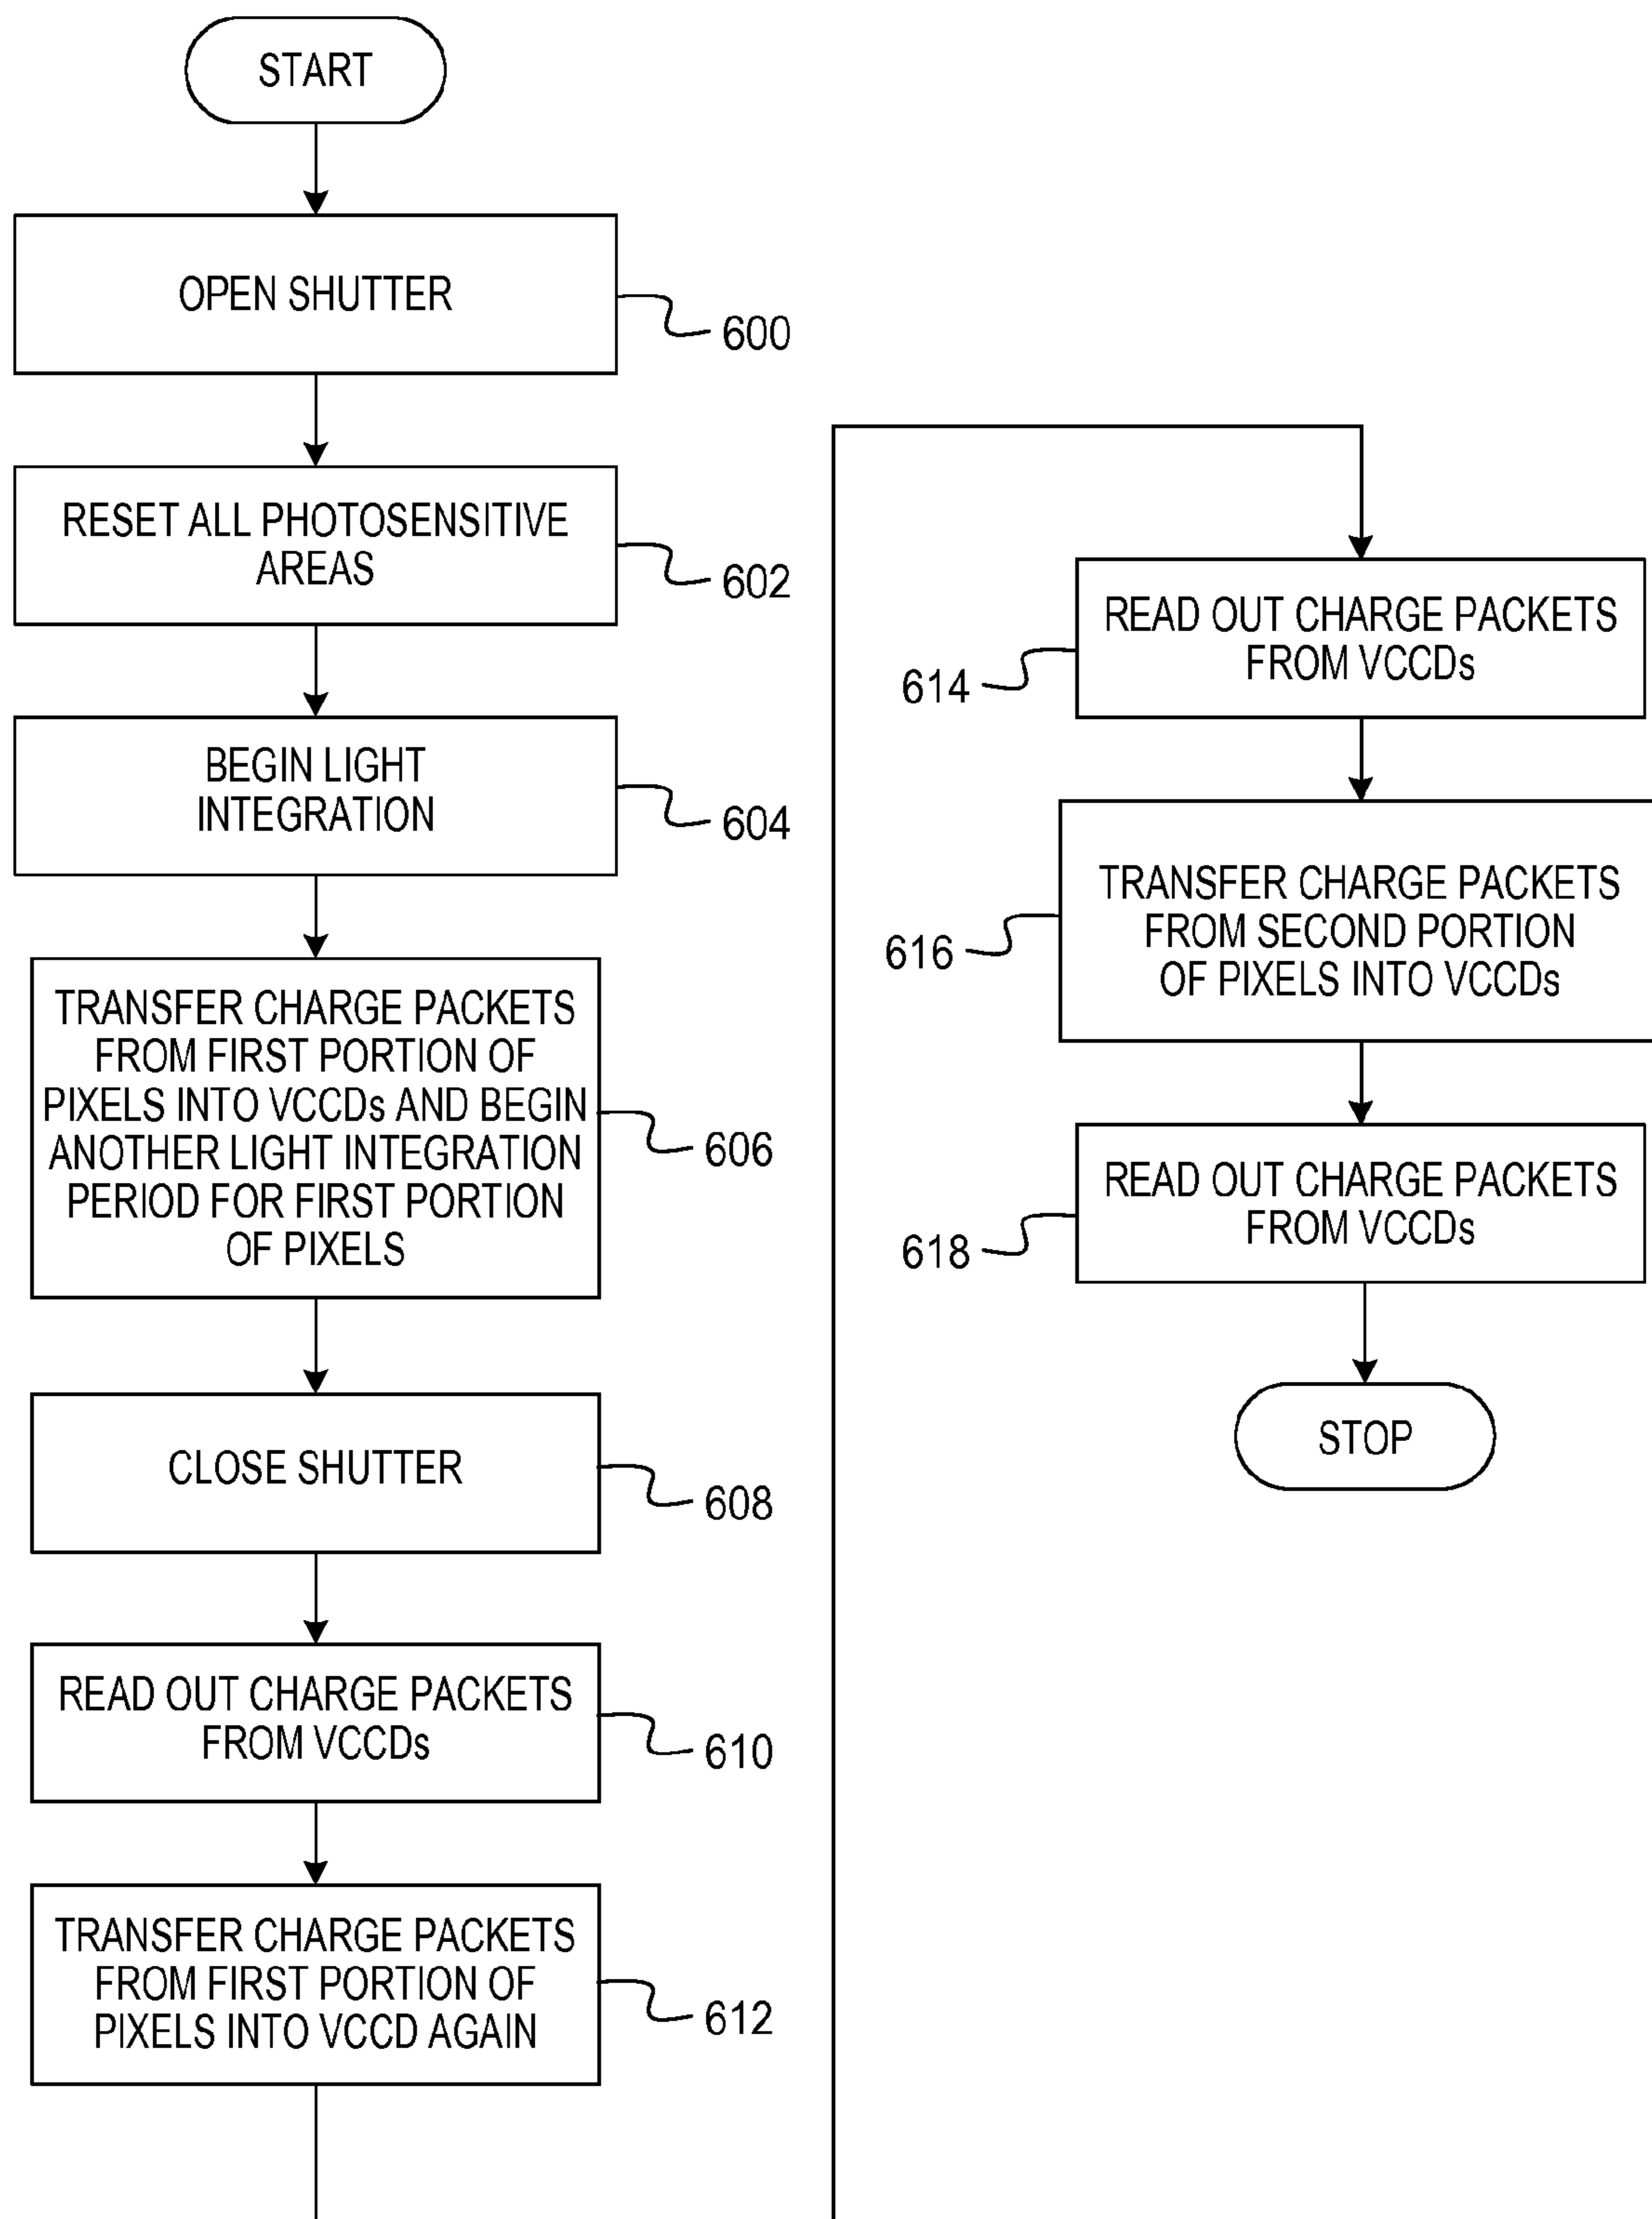 START
OPEN SHUTTER
600
RESET ALL PHOTOSENSITIVE
AREAS
602
BEGIN LIGHT
INTEGRATION
604
TRANSFER CHARGE PACKETS
FROM FIRST PORTION OF
PIXELS INTO VCCDs AND BEGIN
ANOTHER LIGHT INTEGRATION
PERIOD FOR FIRST PORTION
OF PIXELS
606
CLOSE SHUTTER
608
READ OUT CHARGE PACKETS
FROM VCCDs
610
TRANSFER CHARGE PACKETS
FROM FIRST PORTION OF
PIXELS INTO VCCD AGAIN
612
READ OUT CHARGE PACKETS
FROM VCCDs
614
TRANSFER CHARGE PACKETS
FROM SECOND PORTION
OF PIXELS INTO VCCDs
616
READ OUT CHARGE PACKETS
FROM VCCDs
618
STOP